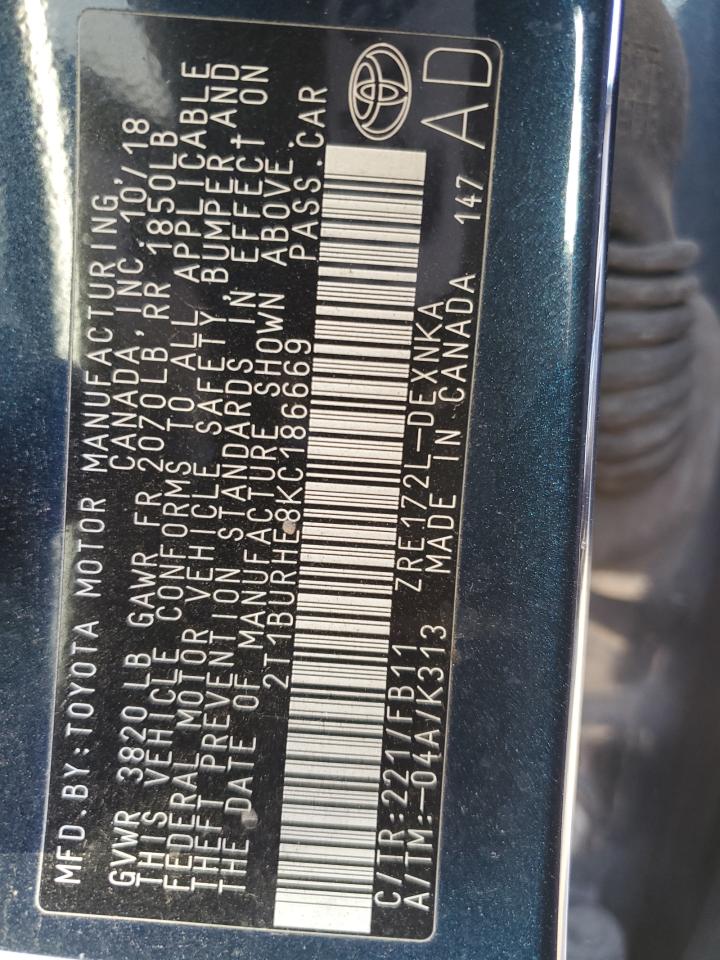 MFD.BY:TOYOTA MOTOR MANUFACTURING
CANADA, INC. 10/18
GVWR 3820 LB GAWR FR 2070LB, RR 1850LB
THIS VEHICLE CONFORMS TO ALL APPLICABLE
FEDERAL MOTOR VEHICLE SAFETY, BUMPER AND
THEFT PREVENTION STANDARDS IN EFFECT ON
THE DATE OF MANUFACTURE SHOWN ABOVE.
2T1BURHE8KC186669 PASS.CAR
C/TR:221/FB11 ZRE172L-DEXNKA 147
A/TM:-04A/K313 MADE IN CANADA AD